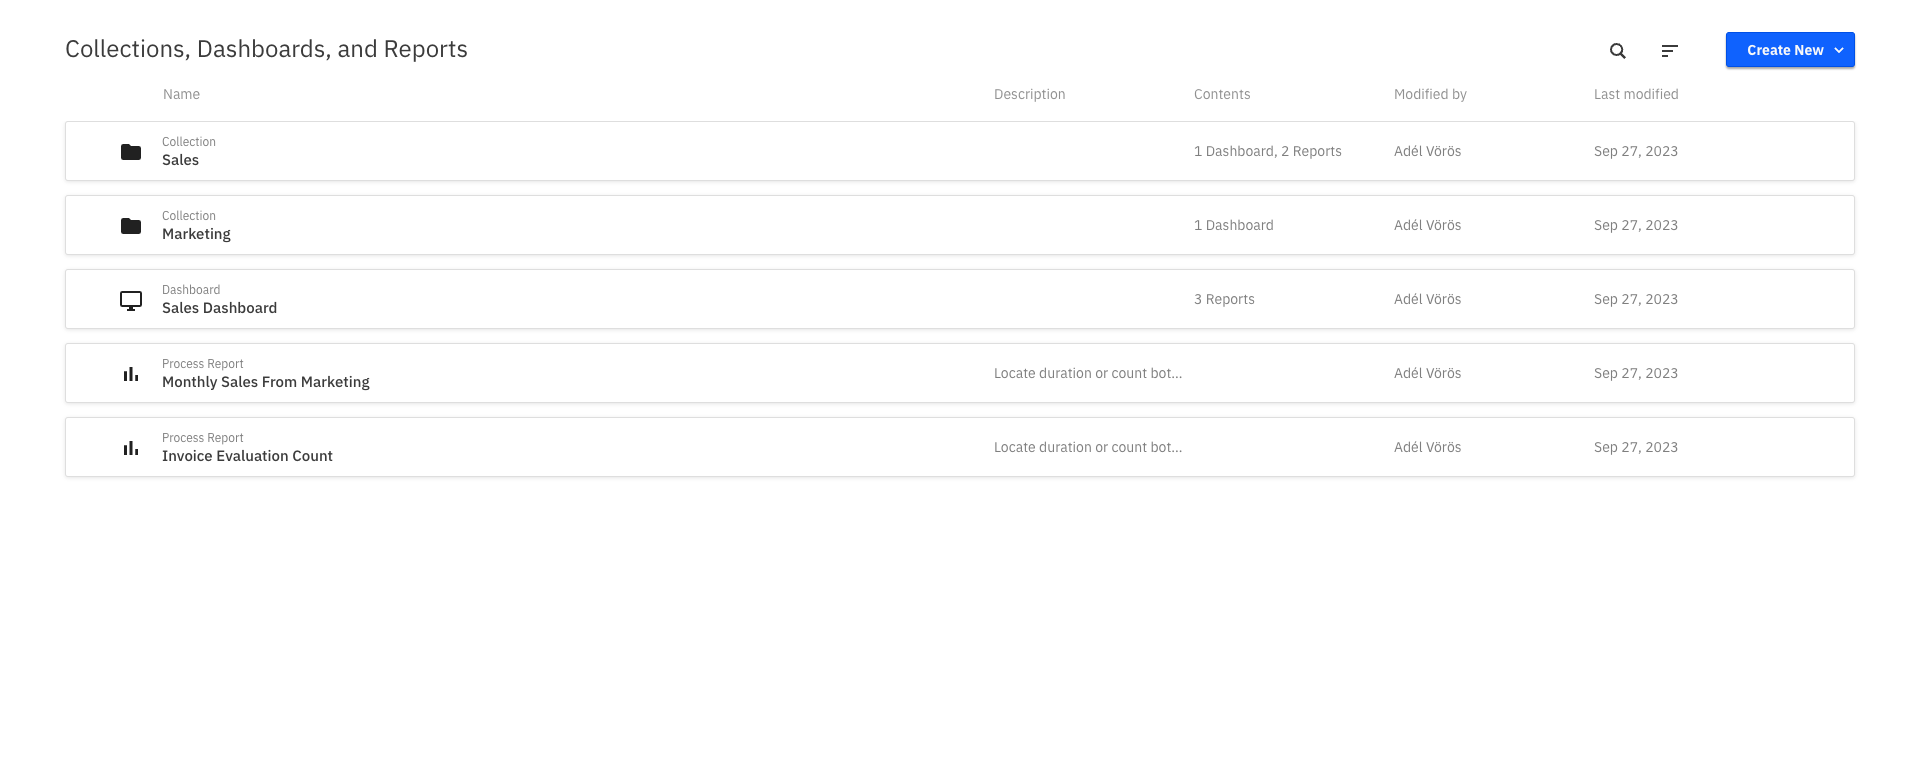 Collections, Dashboards, and Reports
Create New
Name Description Contents Modified by Last modified
Collection
Sales 1 Dashboard, 2 Reports Adél Vörös Sep 27, 2023
Collection
Marketing 1 Dashboard Adél Vörös Sep 27, 2023
Dashboard
Sales Dashboard 3 Reports Adél Vörös Sep 27, 2023
Process Report
Monthly Sales From Marketing Locate duration or count bot... Adél Vörös Sep 27, 2023
Process Report
Invoice Evaluation Count Locate duration or count bot... Adél Vörös Sep 27, 2023